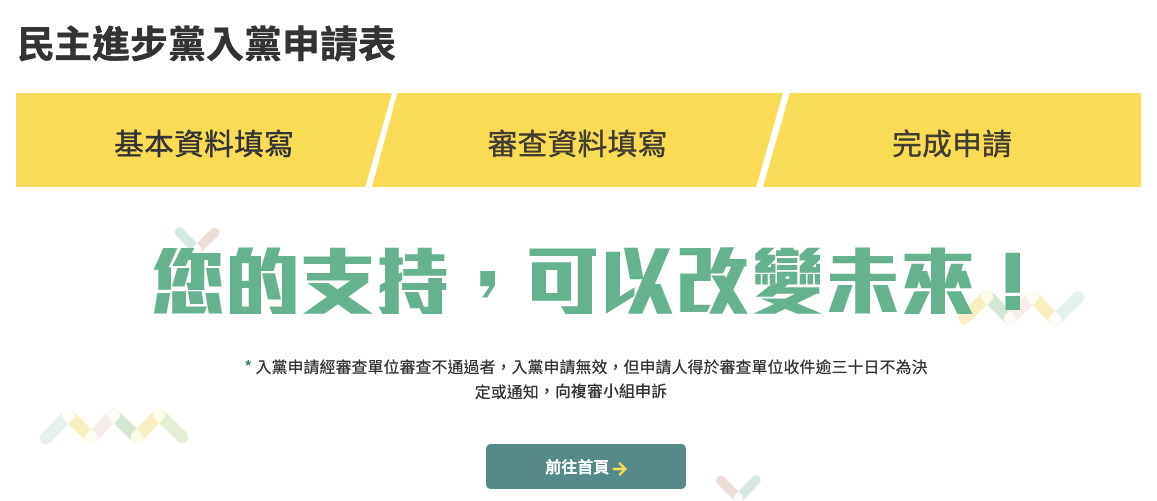 民主進步黨入黨申請表
基本資料填寫
審查資料填寫
完成申請
您的支持，可以改變未來！
* 入黨申請經審查單位審查不通過者，入黨申請無效，但申請人得於審查單位收件逾三十日不為決
定或通知，向複審小組申訴
前往首頁→